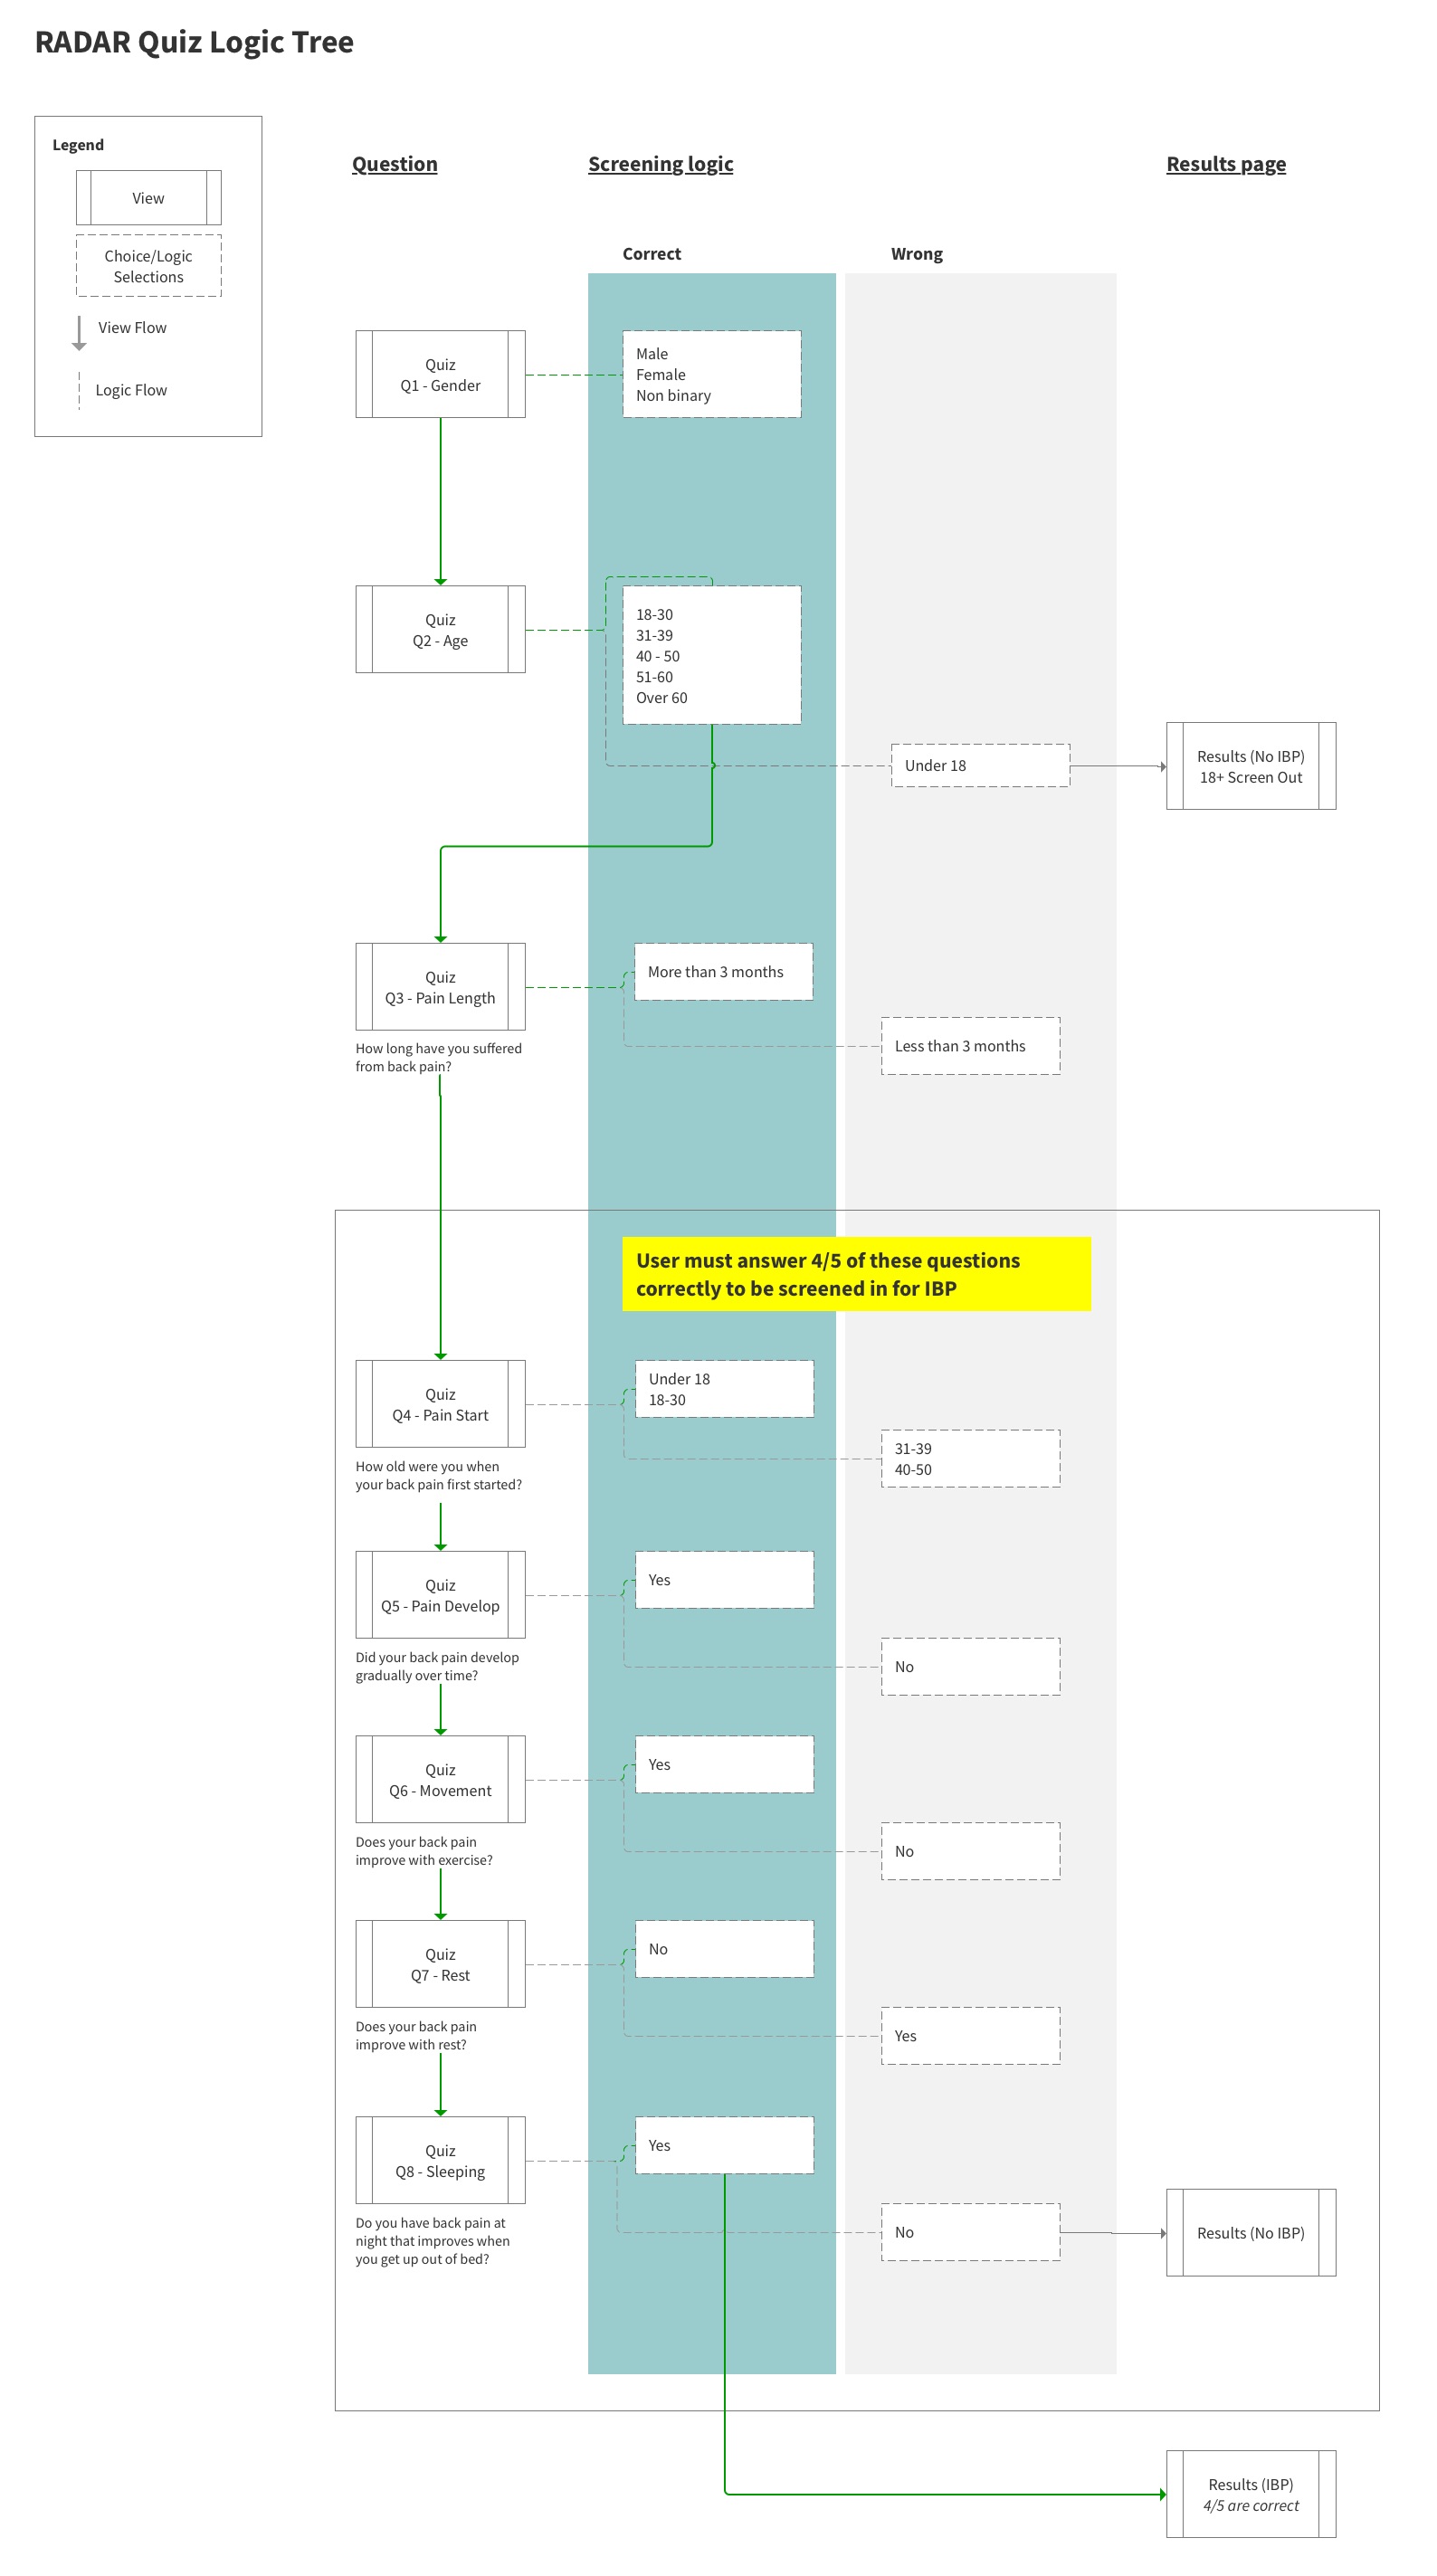 RADAR Quiz Logic Tree
Legend
View
Choice/Logic
Selections
View Flow
Logic Flow
Question
Screening logic
Results page
Correct
Wrong
Quiz
Q1 - Gender
Male
Female
Non binary
Quiz
Q2 - Age
18-30
31-39
40 - 50
51-60
Over 60
Under 18
Results (No IBP)
18+ Screen Out
Quiz
Q3 - Pain Length
How long have you suffered
from back pain?
More than 3 months
Less than 3 months
User must answer 4/5 of these questions
correctly to be screened in for IBP
Quiz
Q4 - Pain Start
How old were you when
your back pain first started?
Under 18
18-30
31-39
40-50
Quiz
Q5 - Pain Develop
Did your back pain develop
gradually over time?
Yes
No
Quiz
Q6 - Movement
Does your back pain
improve with exercise?
Yes
No
Quiz
Q7 - Rest
Does your back pain
improve with rest?
No
Yes
Quiz
Q8 - Sleeping
Do you have back pain at
night that improves when
you get up out of bed?
Yes
No
Results (No IBP)
Results (IBP)
4/5 are correct